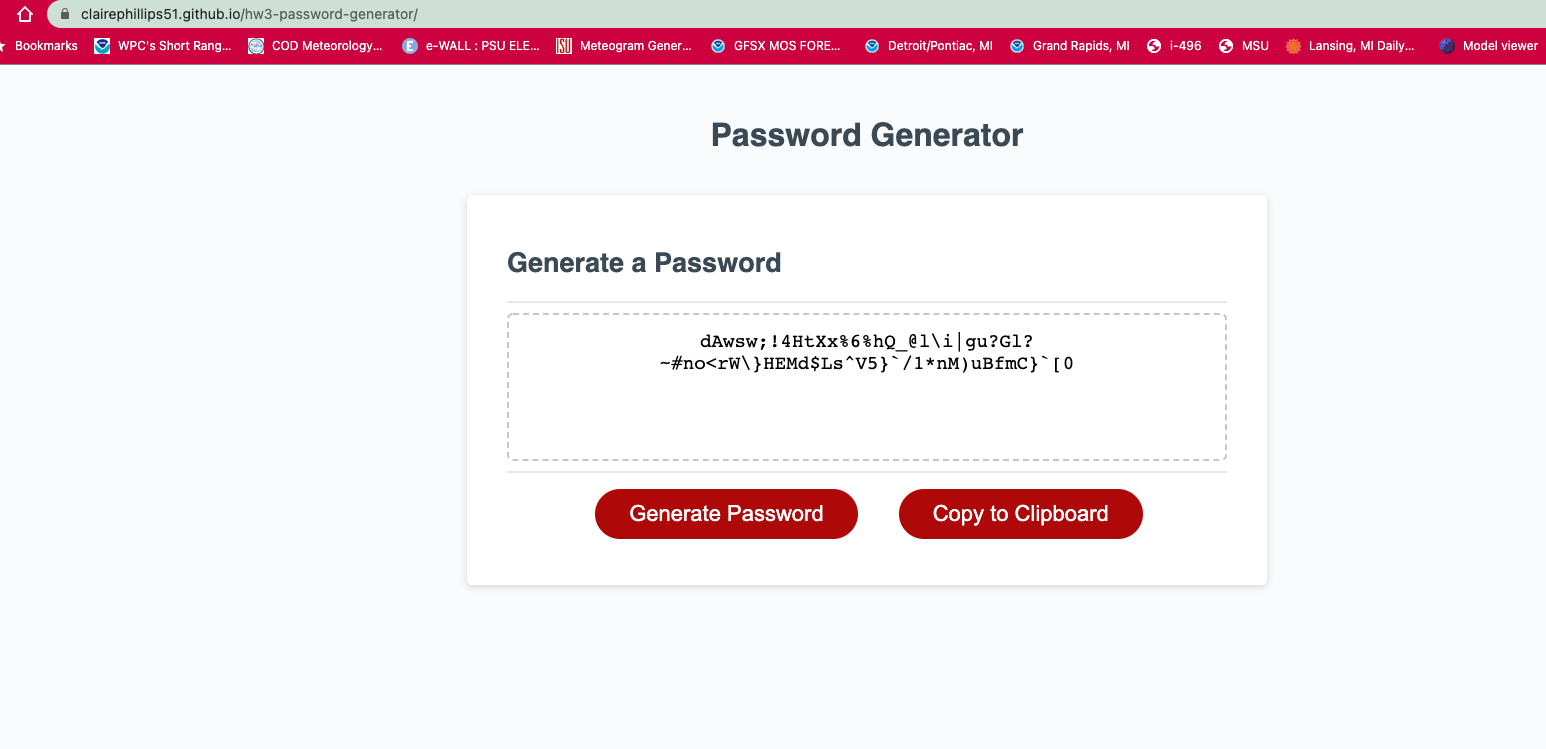 clairephillips51.github.io/hw3-password-generator/
Bookmarks WPC's Short Rang... COD Meteorology... E e-WALL : PSU ELE... Meteogram Gener... GFSX MOS FORE... Detroit/Pontiac, MI Grand Rapids, MI i-496 MSU Lansing, MI Daily... Model viewer
Password Generator
Generate a Password
dAwsw;!4HtXx%6%hQ_@l\i|gu?Gl?
~#no<rW\}HEMd$Ls^V5}`/1*nM)uBfmC}`[0
Generate Password Copy to Clipboard